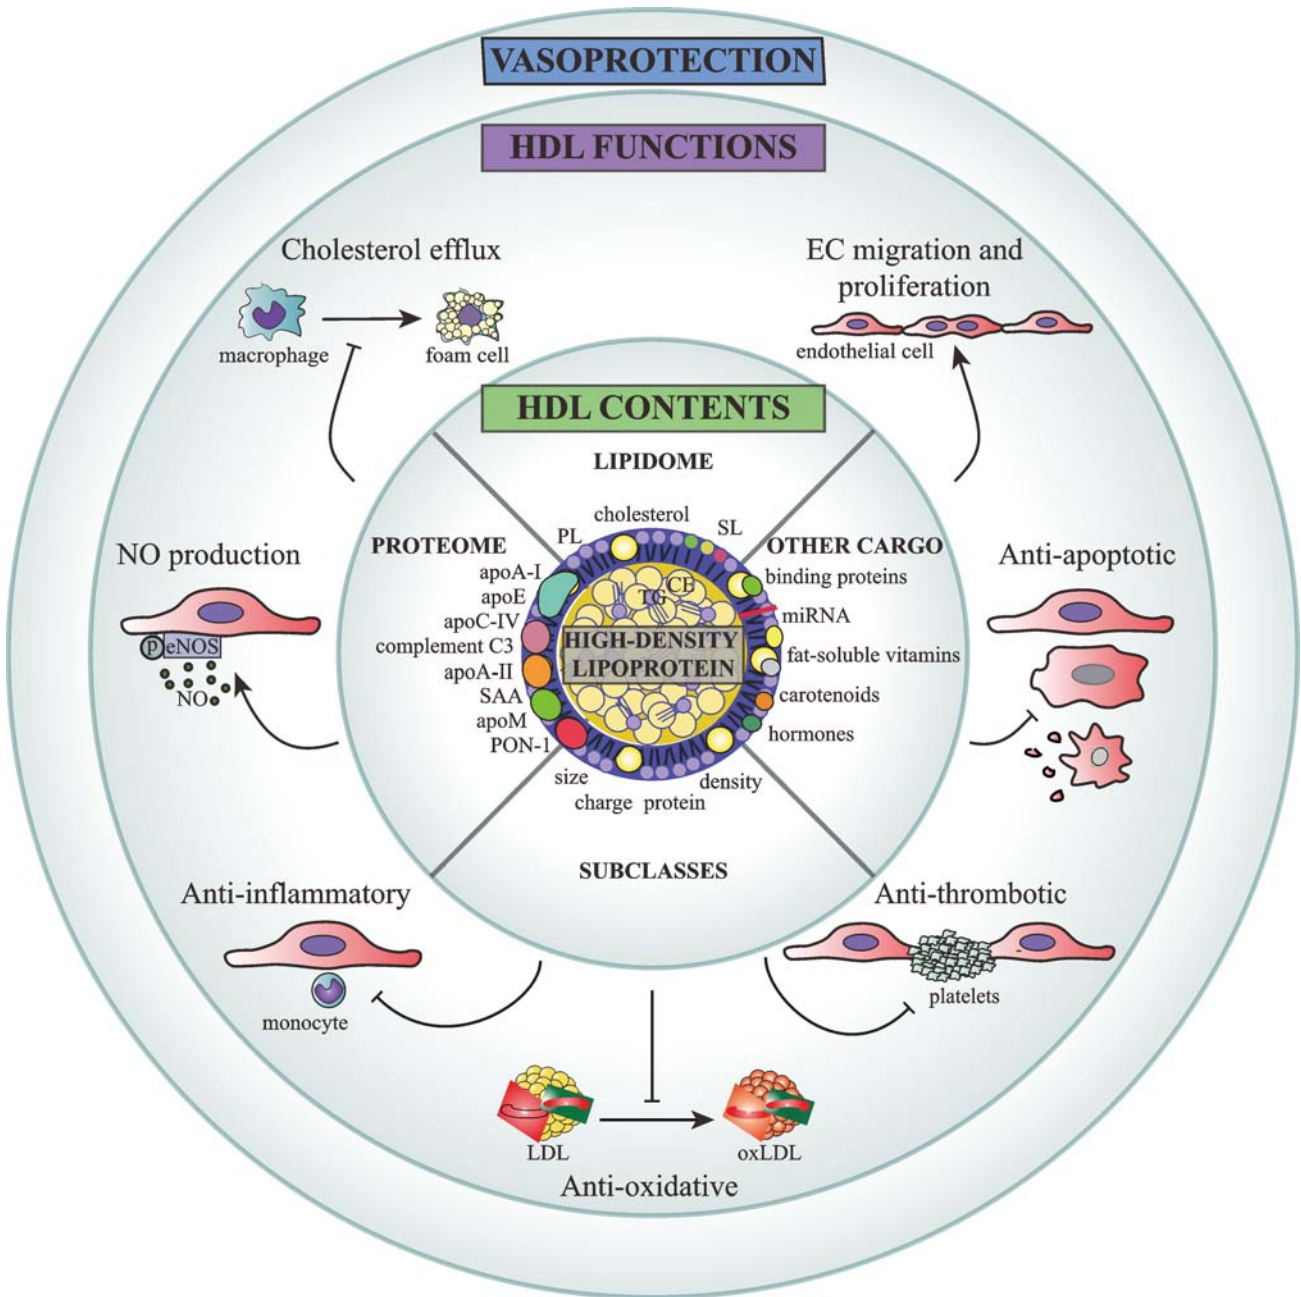 VASOPROTECTION
HDL FUNCTIONS
Cholesterol efflux
macrophage
foam cell
EC migration and
proliferation
endothelial cell
HDL CONTENTS
LIPIDOME
cholesterol
PL
SL
CE
TG
HIGH-DENSITY
LIPOPROTEIN
PROTEOME
apoA-I
apoE
apoC-IV
complement C3
apoA-II
SAA
apoM
PON-1
OTHER CARGO
binding proteins
miRNA
fat-soluble vitamins
carotenoids
hormones
size
charge protein
density
SUBCLASSES
NO production
p
eNOS
NO
Anti-apoptotic
Anti-inflammatory
monocyte
Anti-thrombotic
platelets
LDL
oxLDL
Anti-oxidative